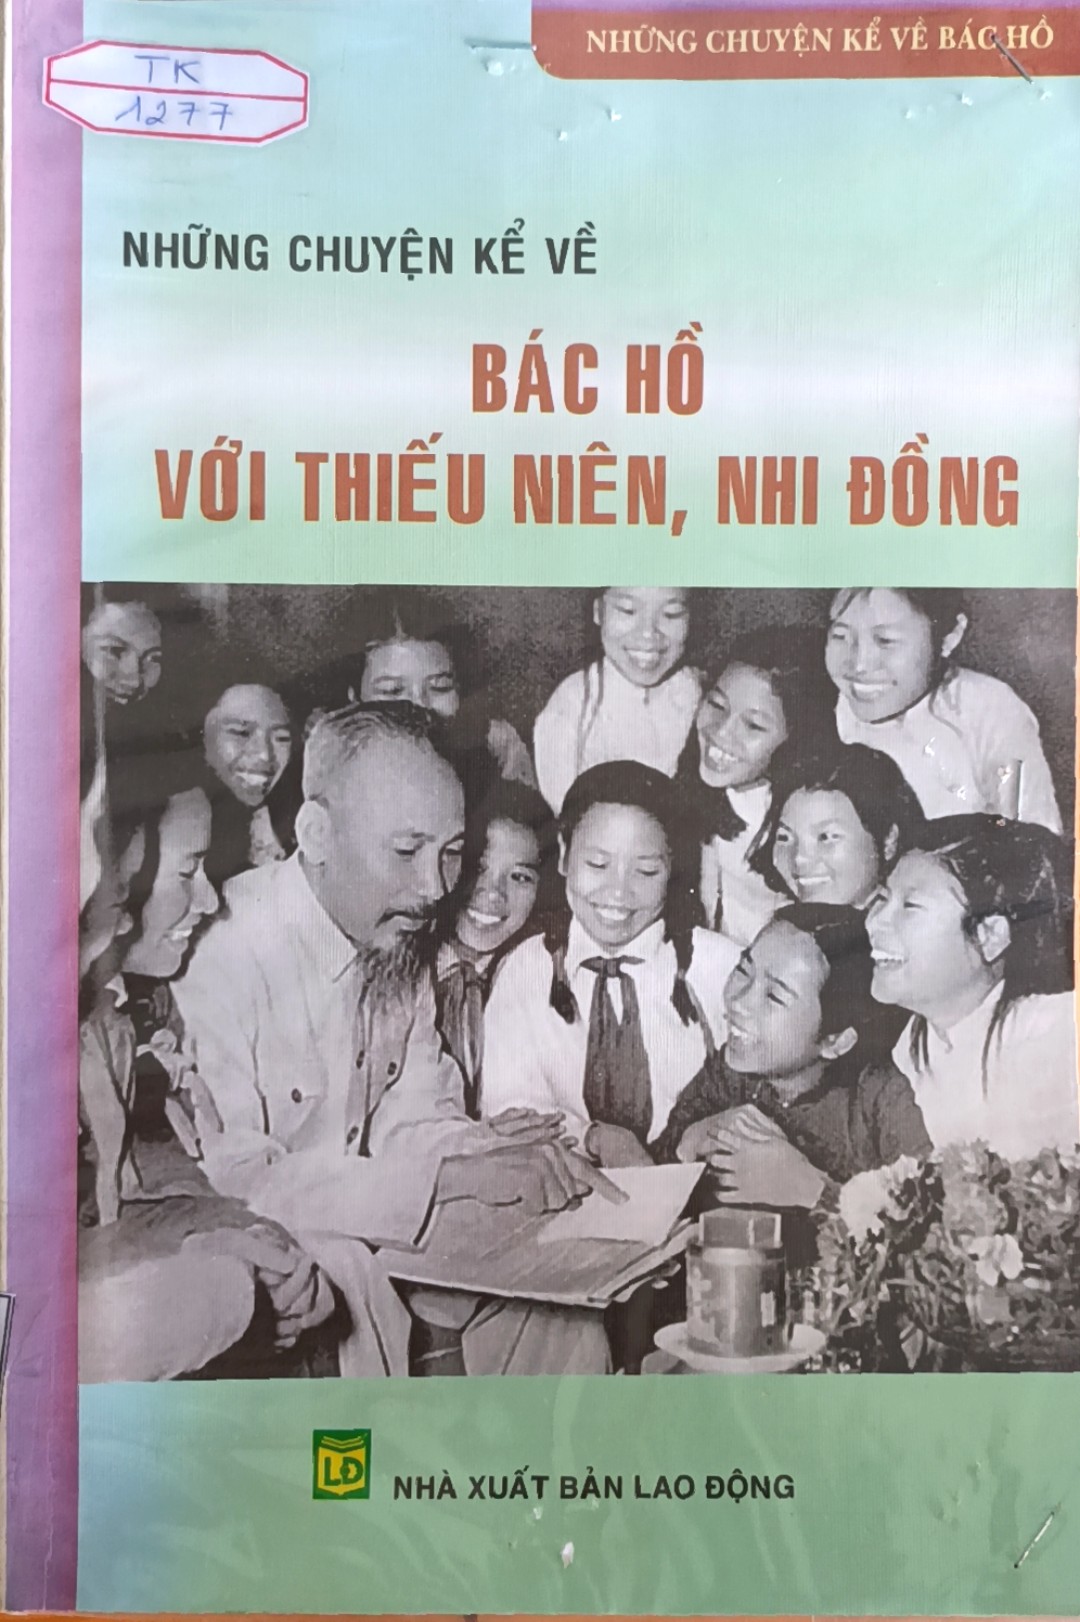 NHỮNG CHUYỆN KỂ VỀ BÁC HỒ
TK
1277
NHỮNG CHUYỆN KỂ VỀ
BÁC HỒ
VỚI THIẾU NIÊN, NHI ĐỒNG
LĐ
NHÀ XUẤT BẢN LAO ĐỘNG